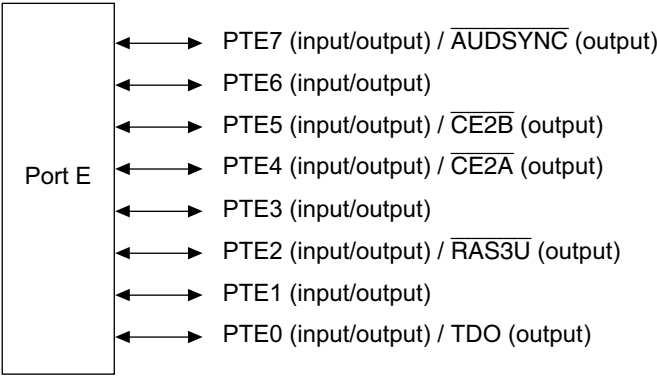 PTE7 (input/output) / AUDSYNC (output)
PTE6 (input/output)
PTE5 (input/output) / CE2B (output)
PTE4 (input/output) / CE2A (output)
Port E
PTE3 (input/output)
PTE2 (input/output) / RAS3U (output)
PTE1 (input/output)
PTE0 (input/output) / TDO (output)